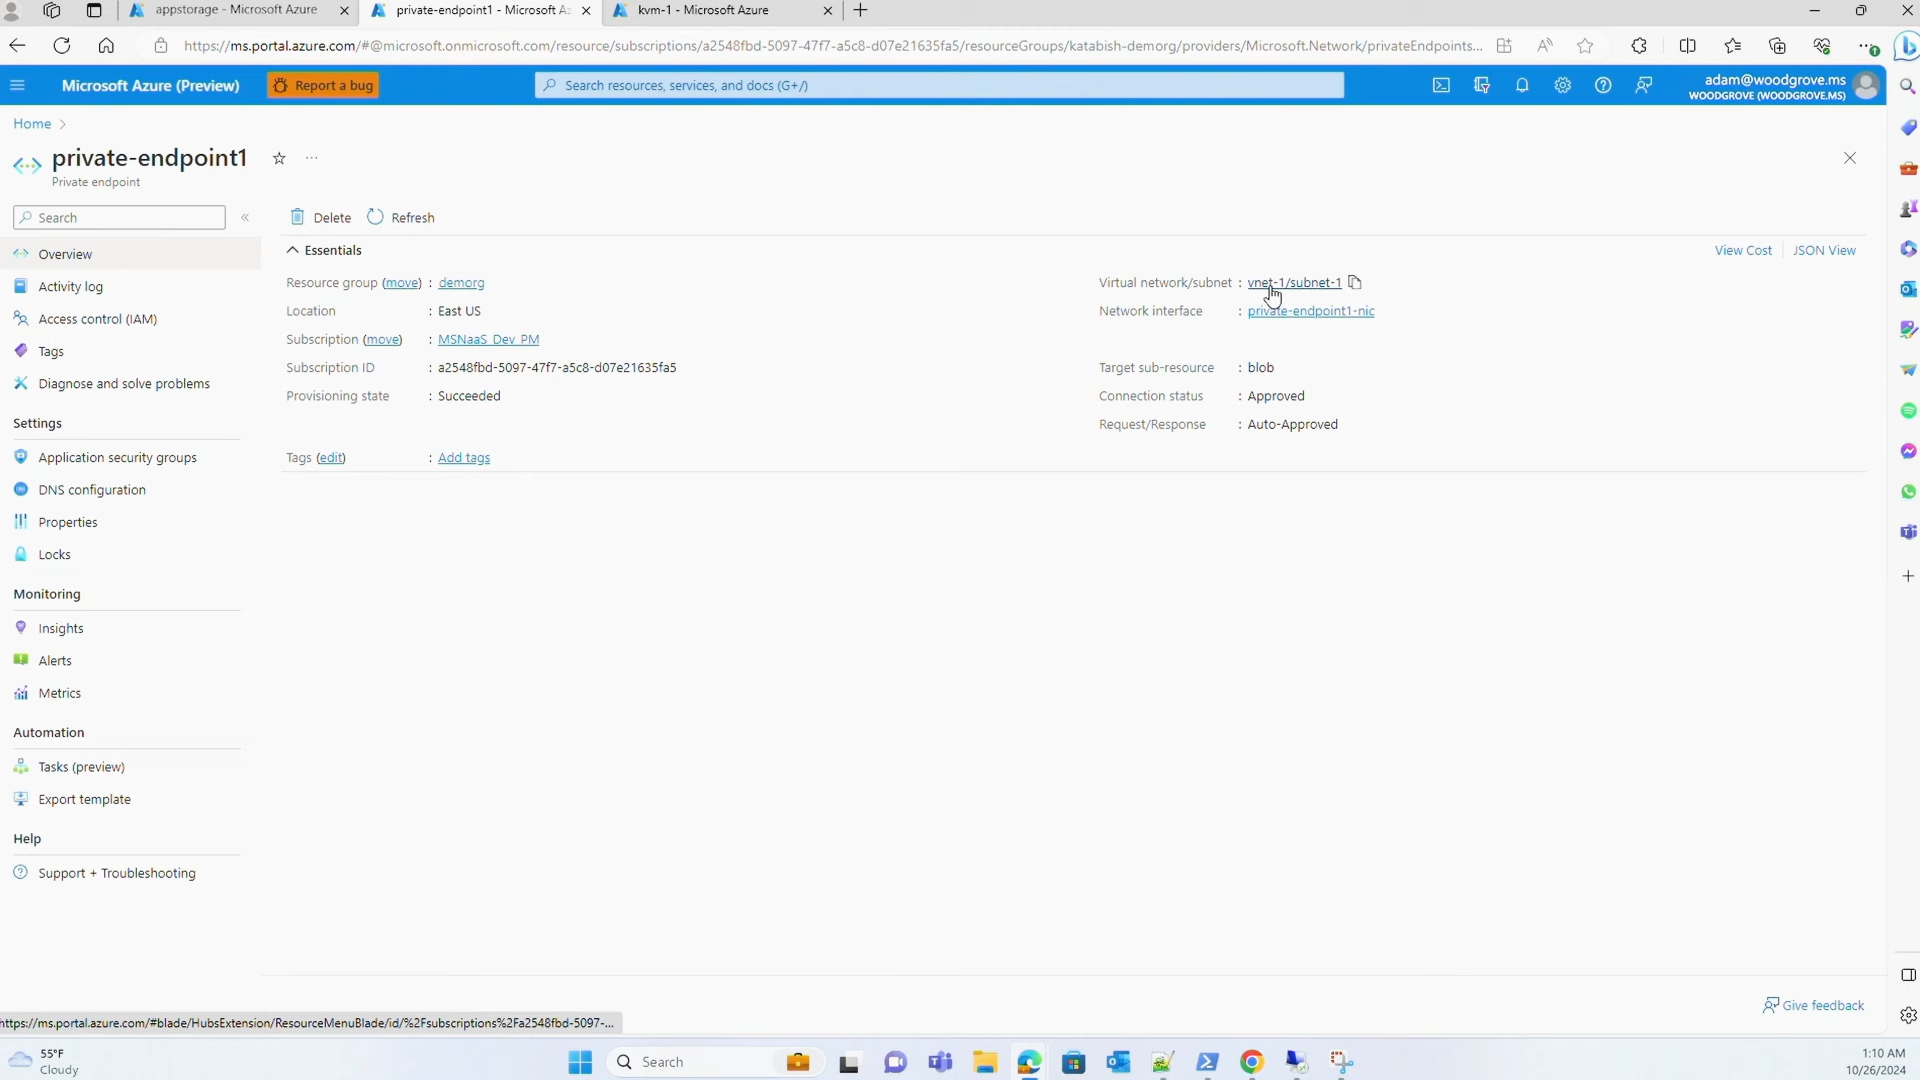 appstorage - Microsoft Azure
private-endpoint1 - Microsoft Az
kvm-1 - Microsoft Azure
https://ms.portal.azure.com/#@microsoft.onmicrosoft.com/resource/subscriptions/a2548fbd-5097-47f7-a5c8-d07e21635fa5/resourceGroups/katabish-demorg/providers/Microsoft.Network/privateEndpoints...
Microsoft Azure (Preview)
Report a bug
Search resources, services, and docs (G+/)
adam@woodgrove.ms
WOODGROVE (WOODGROVE.MS)
Home
private-endpoint1
Private endpoint
Search
Delete
Refresh
Overview
Activity log
Access control (IAM)
Tags
Diagnose and solve problems
Settings
Application security groups
DNS configuration
Properties
Locks
Monitoring
Insights
Alerts
Metrics
Automation
Tasks (preview)
Export template
Help
Support + Troubleshooting
Essentials
View Cost
JSON View
Resource group (move) : demorg
Location : East US
Subscription (move) : MSNaaS Dev PM
Subscription ID : a2548fbd-5097-47f7-a5c8-d07e21635fa5
Provisioning state : Succeeded
Virtual network/subnet : vnet-1/subnet-1
Network interface : private-endpoint1-nic
Target sub-resource : blob
Connection status : Approved
Request/Response : Auto-Approved
Tags (edit) : Add tags
Give feedback
https://ms.portal.azure.com/#blade/HubsExtension/ResourceMenuBlade/id/%2Fsubscriptions%2Fa2548fbd-5097-...
55°F
Cloudy
Search
1:10 AM
10/26/2024